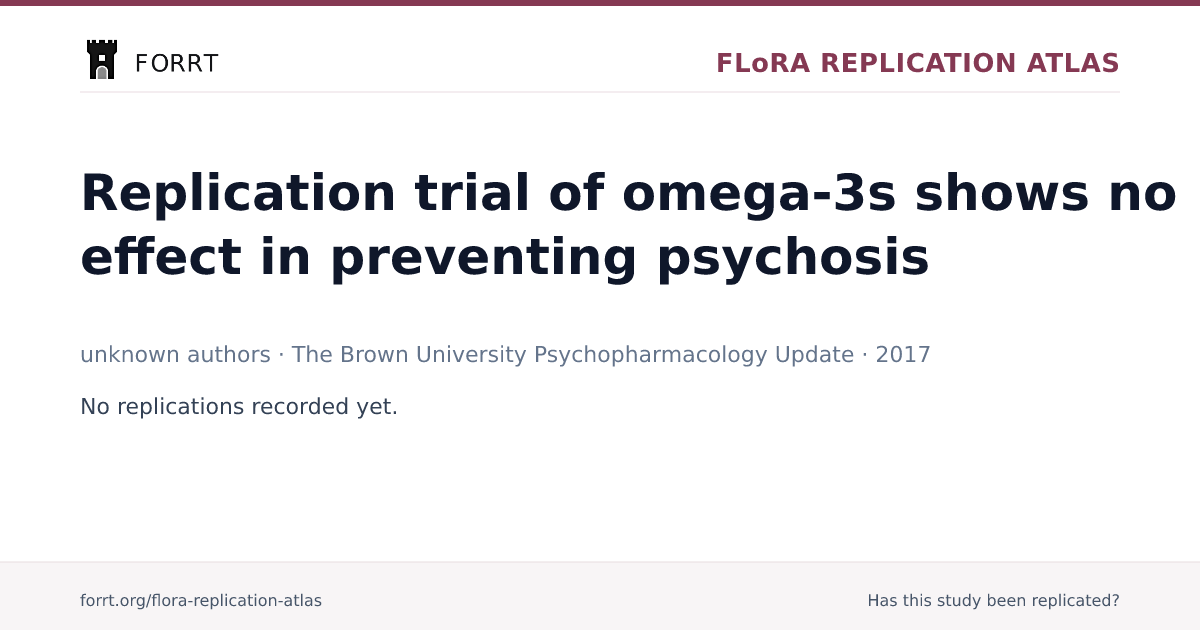 FORRT
FLoRA REPLICATION ATLAS
Replication trial of omega-3s shows no
effect in preventing psychosis
unknown authors · The Brown University Psychopharmacology Update · 2017
No replications recorded yet.
forrt.org/flora-replication-atlas
Has this study been replicated?